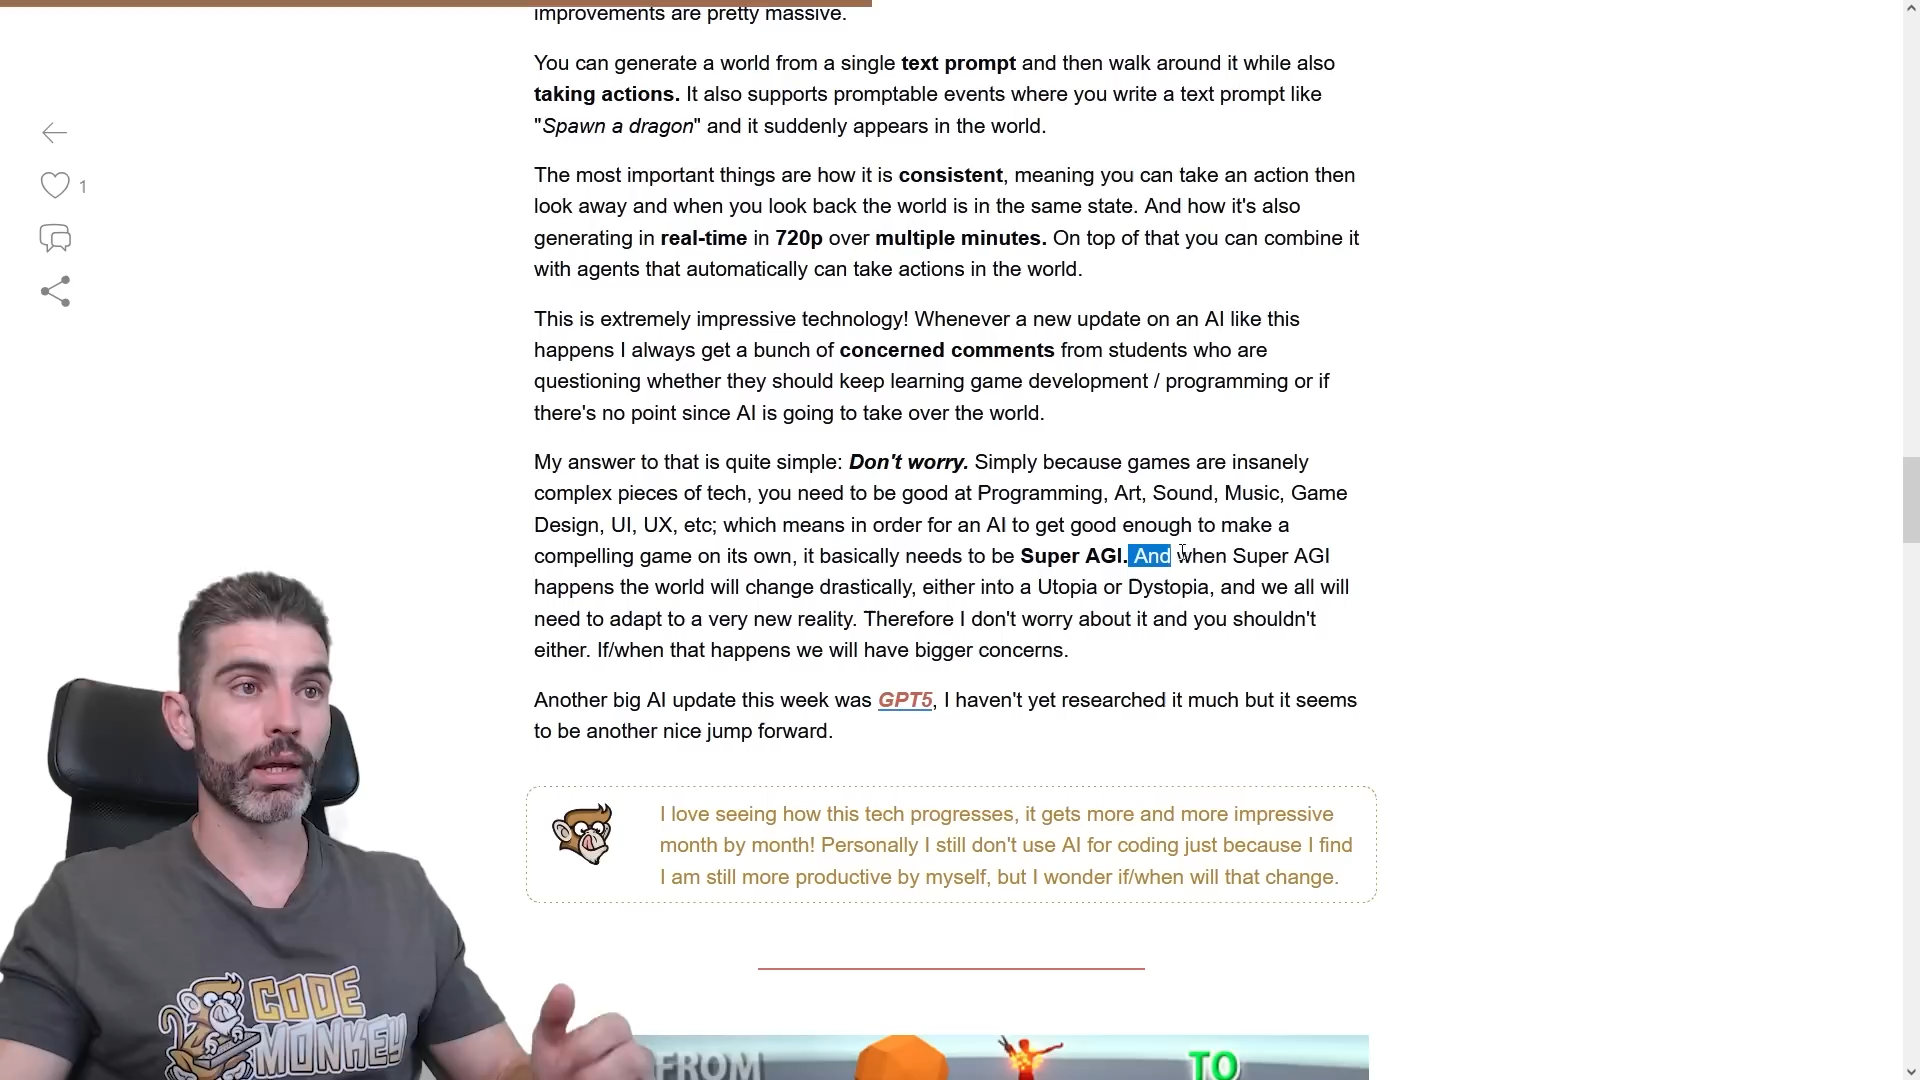 improvements are pretty massive.
You can generate a world from a single text prompt and then walk around it while also
taking actions. It also supports promptable events where you write a text prompt like
"Spawn a dragon" and it suddenly appears in the world.
1
The most important things are how it is consistent, meaning you can take an action then
look away and when you look back the world is in the same state. And how it's also
generating in real-time in 720p over multiple minutes. On top of that you can combine it
with agents that automatically can take actions in the world.
This is extremely impressive technology! Whenever a new update on an AI like this
happens I always get a bunch of concerned comments from students who are
questioning whether they should keep learning game development / programming or if
there's no point since AI is going to take over the world.
My answer to that is quite simple: Don't worry. Simply because games are insanely
complex pieces of tech, you need to be good at Programming, Art, Sound, Music, Game
Design, UI, UX, etc; which means in order for an AI to get good enough to make a
compelling game on its own, it basically needs to be Super AGI. And when Super AGI
happens the world will change drastically, either into a Utopia or Dystopia, and we all will
need to adapt to a very new reality. Therefore I don't worry about it and you shouldn't
either. If/when that happens we will have bigger concerns.
Another big AI update this week was GPT5, I haven't yet researched it much but it seems
to be another nice jump forward.
I love seeing how this tech progresses, it gets more and more impressive
month by month! Personally I still don't use AI for coding just because I find
I am still more productive by myself, but I wonder if/when will that change.
CODE
MONKEY
FROM
TO